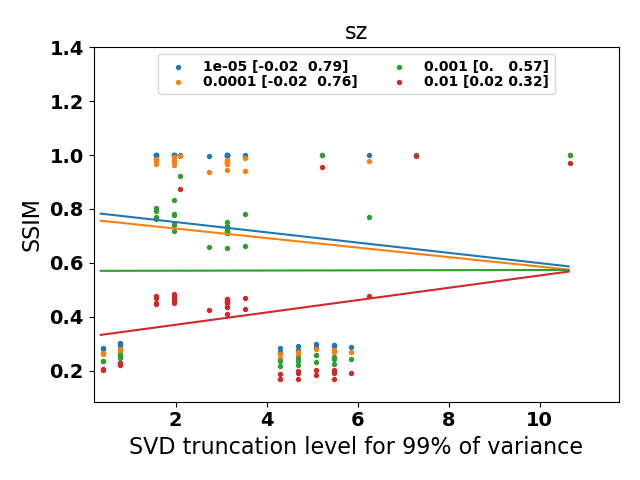 sz
1e-05 [-0.02  0.79]
0.0001 [-0.02  0.76]
0.001 [0.   0.57]
0.01 [0.02 0.32]
1.4
1.2
1.0
0.8
0.6
0.4
0.2
SSIM
2 4 6 8 10
SVD truncation level for 99% of variance